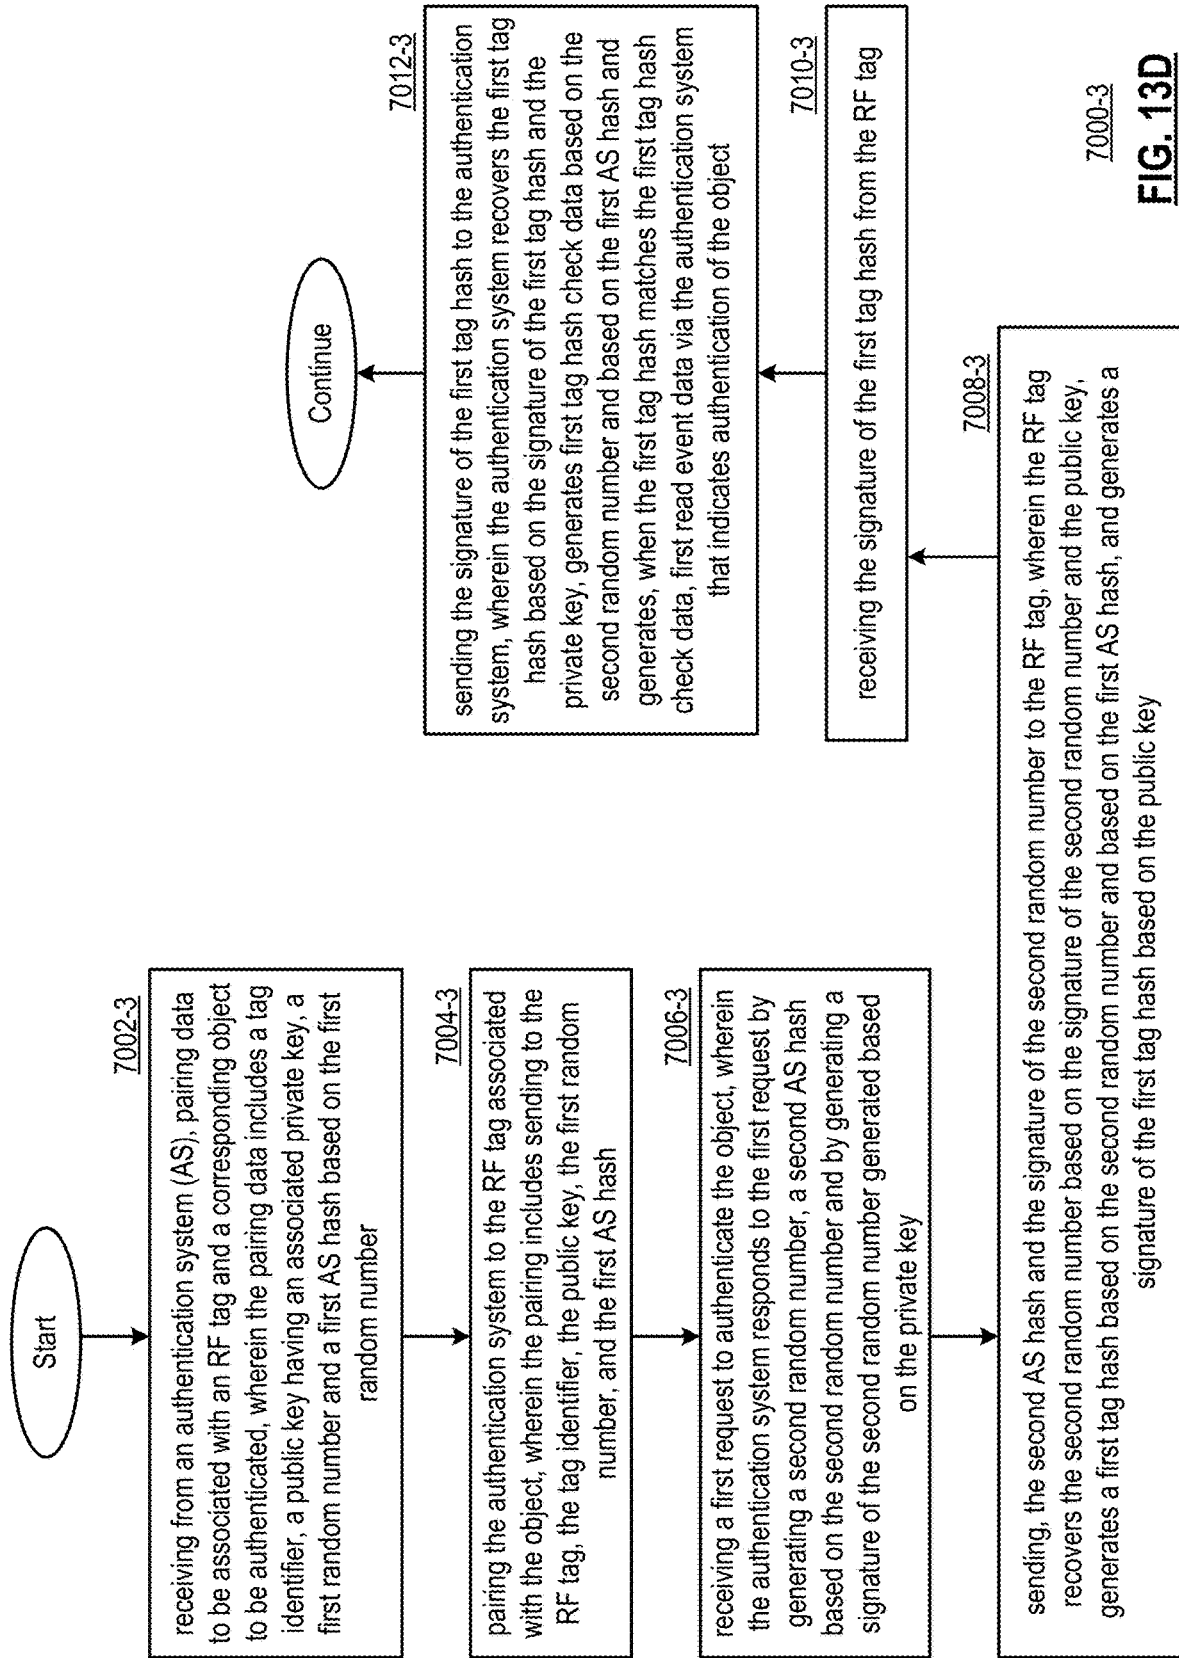 Start
7002-3
receiving from an authentication system (AS), pairing data
to be associated with an RF tag and a corresponding object
to be authenticated, wherein the pairing data includes a tag
identifier, a public key having an associated private key, a
first random number and a first AS hash based on the first
random number
7004-3
pairing the authentication system to the RF tag associated
with the object, wherein the pairing includes sending to the
RF tag, the tag identifier, the public key, the first random
number, and the first AS hash
7006-3
receiving a first request to authenticate the object, wherein
the authentication system responds to the first request by
generating a second random number, a second AS hash
based on the second random number and by generating a
signature of the second random number generated based
on the private key
7008-3
sending, the second AS hash and the signature of the second random number to the RF tag, wherein the RF tag
recovers the second random number based on the signature of the second random number and the public key,
generates a first tag hash based on the second random number and based on the first AS hash, and generates a
signature of the first tag hash based on the public key
7010-3
receiving the signature of the first tag hash from the RF tag
7012-3
sending the signature of the first tag hash to the authentication
system, wherein the authentication system recovers the first tag
hash based on the signature of the first tag hash and the
private key, generates first tag hash check data based on the
second random number and based on the first AS hash and
generates, when the first tag hash matches the first tag hash
check data, first read event data via the authentication system
that indicates authentication of the object
Continue
7000-3
FIG. 13D